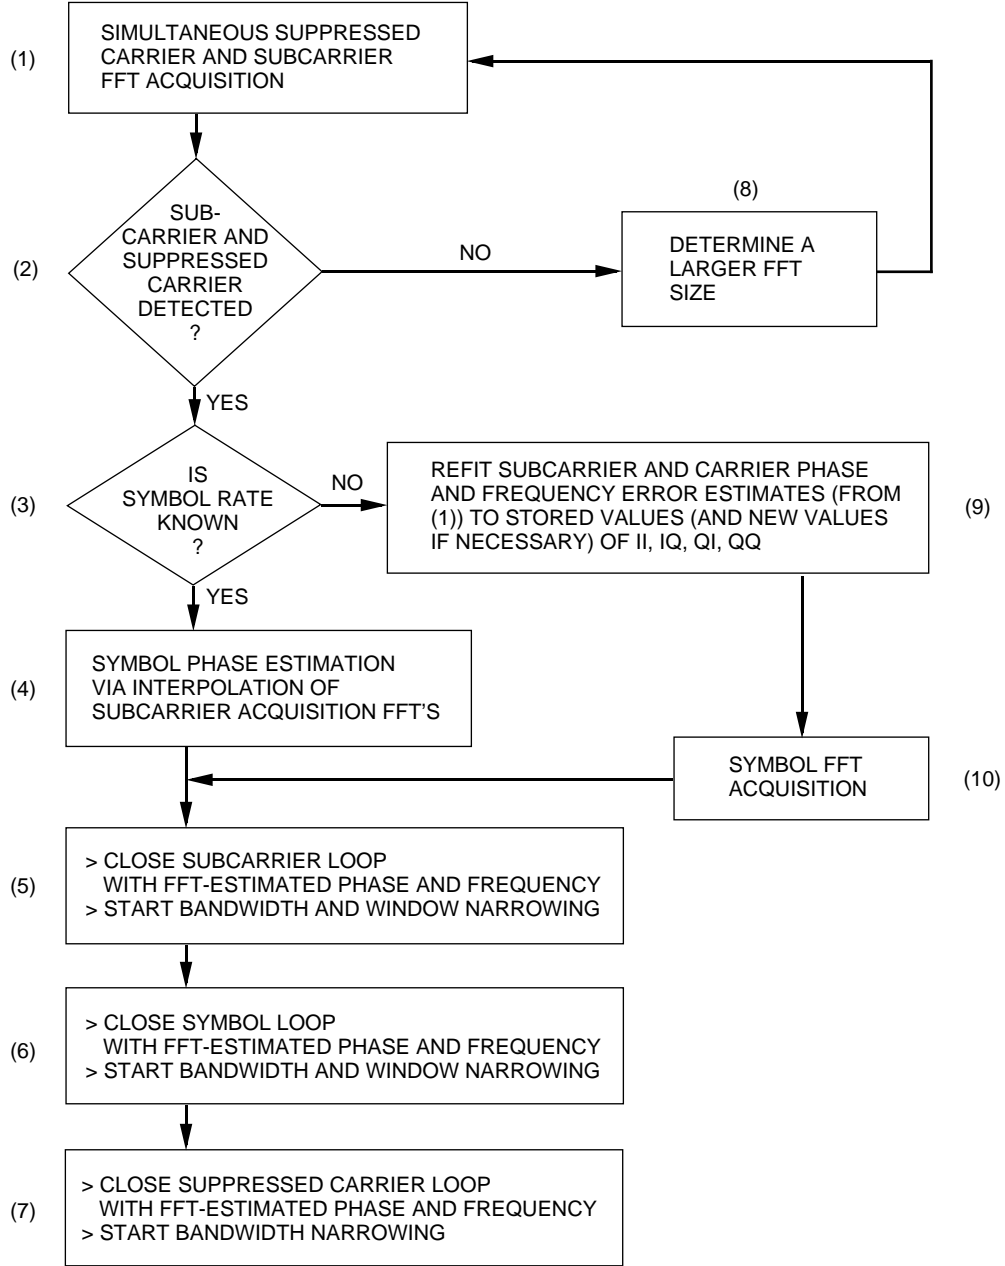 (1)
SIMULTANEOUS SUPPRESSED
CARRIER AND SUBCARRIER
FFT ACQUISITION
(2)
SUB-
CARRIER AND
SUPPRESSED
CARRIER
DETECTED
?
NO
(8)
DETERMINE A
LARGER FFT
SIZE
YES
(3)
IS
SYMBOL RATE
KNOWN
?
NO
REFIT SUBCARRIER AND CARRIER PHASE
AND FREQUENCY ERROR ESTIMATES (FROM
(1)) TO STORED VALUES (AND NEW VALUES
IF NECESSARY) OF II, IQ, QI, QQ
(9)
YES
(4)
SYMBOL PHASE ESTIMATION
VIA INTERPOLATION OF
SUBCARRIER ACQUISITION FFT'S
SYMBOL FFT
ACQUISITION
(10)
(5)
> CLOSE SUBCARRIER LOOP
WITH FFT-ESTIMATED PHASE AND FREQUENCY
> START BANDWIDTH AND WINDOW NARROWING
(6)
> CLOSE SYMBOL LOOP
WITH FFT-ESTIMATED PHASE AND FREQUENCY
> START BANDWIDTH AND WINDOW NARROWING
(7)
> CLOSE SUPPRESSED CARRIER LOOP
WITH FFT-ESTIMATED PHASE AND FREQUENCY
> START BANDWIDTH NARROWING